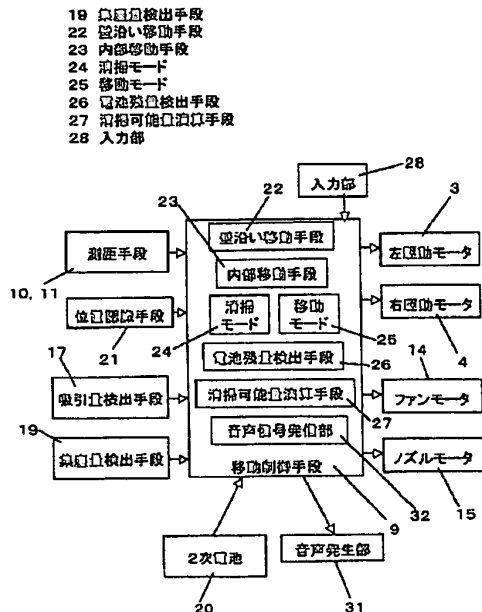 19 集塵量検出手段
22 壁沿い移動手段
23 内部移動手段
24 清掃モード
25 移動モード
26 電池残量検出手段
27 清掃可能量演算手段
28 入力部
28
入力部
23
22
3
壁沿い移動手段
左駆動モータ
測距手段
内部移動手段
10, 11
清掃
モード
移動
モード
右駆動モータ
位置認識手段
21
24
25
4
電池残量検出手段
26
14
17
吸引量検出手段
清掃可能量演算手段
27
ファンモータ
19
音声信号発信部
集塵量検出手段
移動制御手段
32
9
ノズルモータ
15
2次電池
20
音声発生部
31